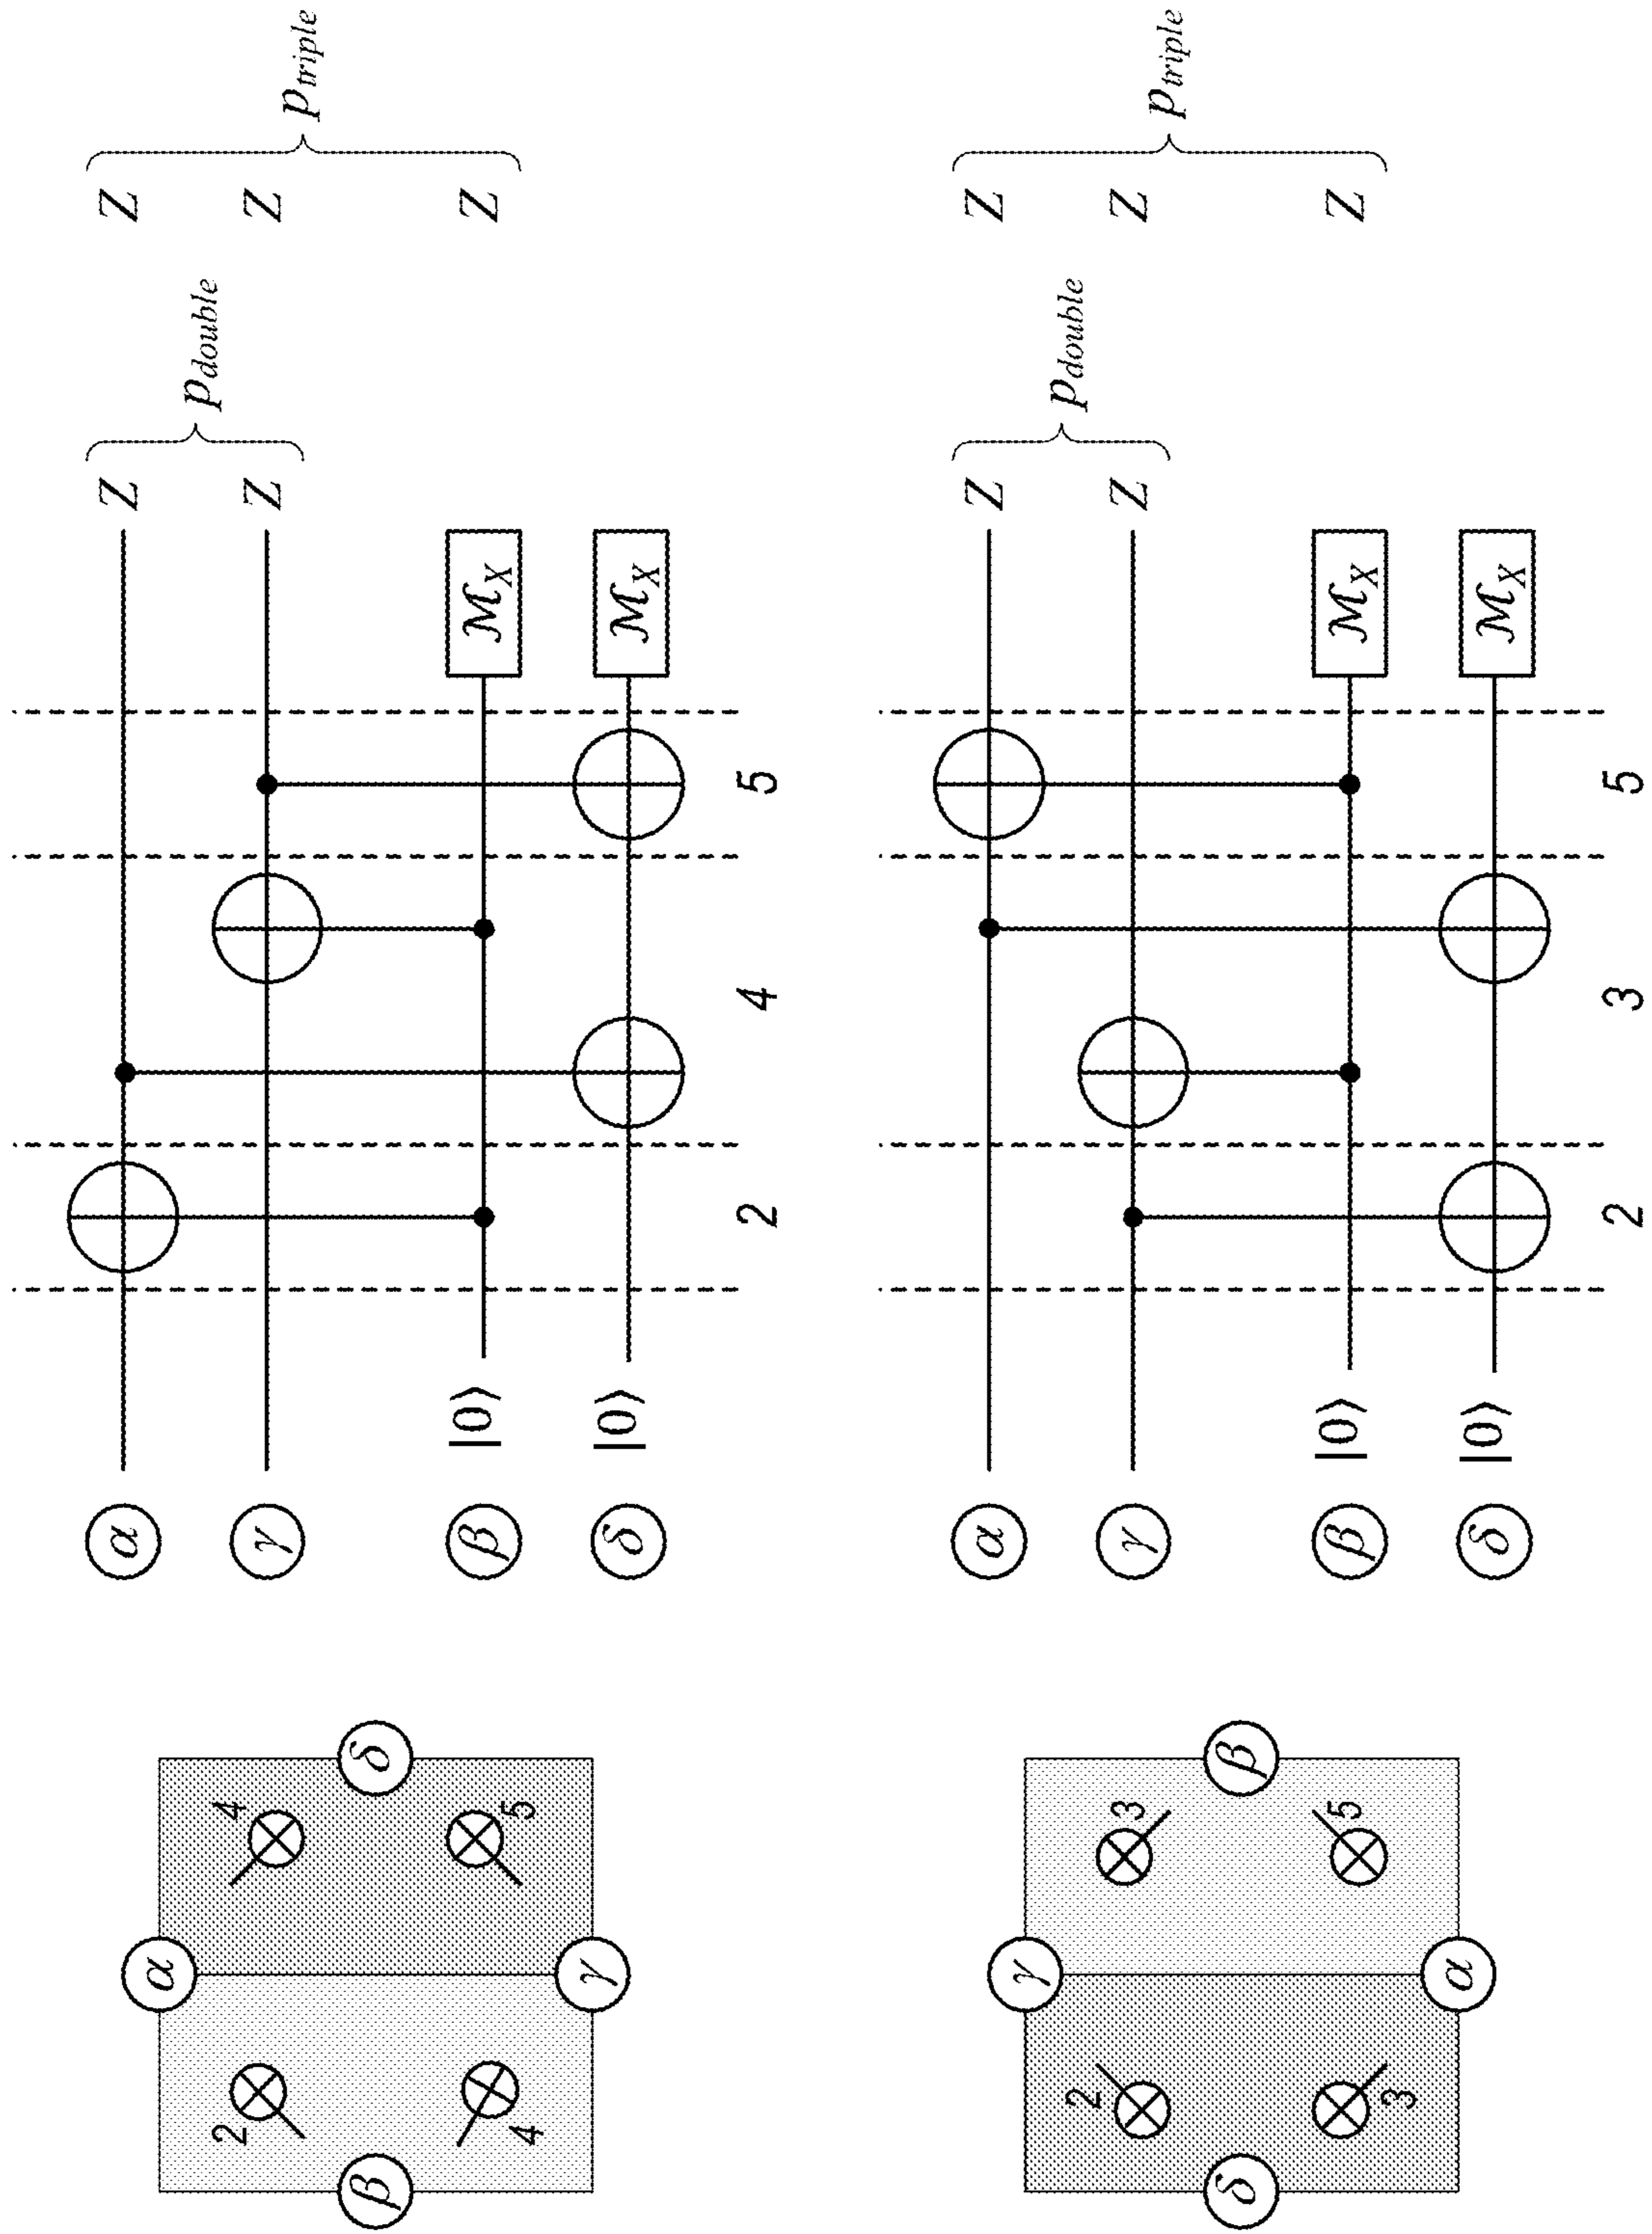 α
2 4
β δ
4 5
γ
α Z Z
p_double
γ Z Z
p_triple
β |0⟩ ℳ_X Z
δ |0⟩ ℳ_X
2 4 5
γ
2 3
δ β
3 5
α
α Z Z
p_double
γ Z Z
p_triple
β |0⟩ ℳ_X Z
δ |0⟩ ℳ_X
2 3 5